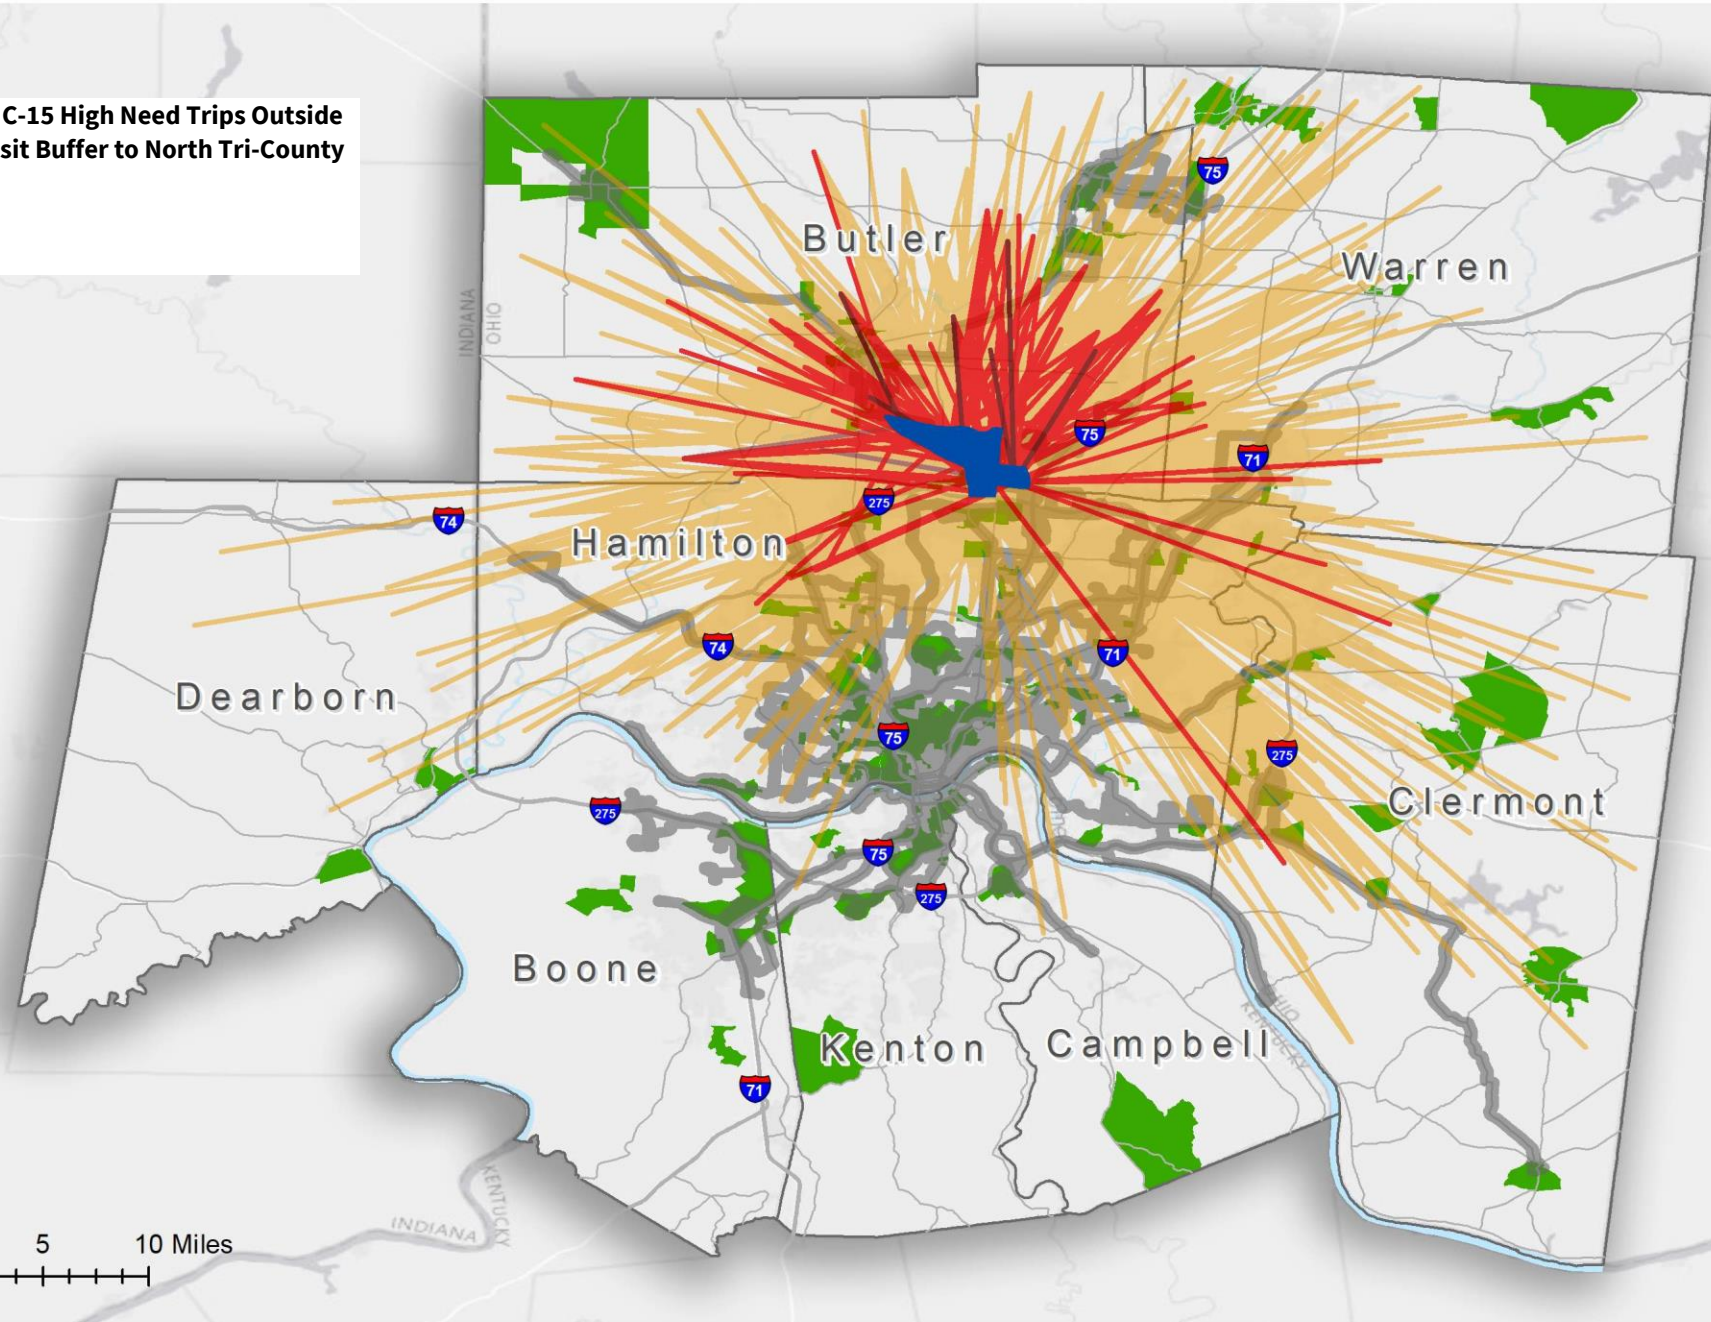 C-15 High Need Trips Outside
sit Buffer to North Tri-County
75
Butler
Warren
INDIANA
OHIO
75
71
275
74
Hamilton
74
71
Dearborn
75
275
275
Clermont
75
275
Boone
OHIO
KENTUCKY
Kenton
Campbell
71
KENTUCKY
INDIANA
5 10 Miles